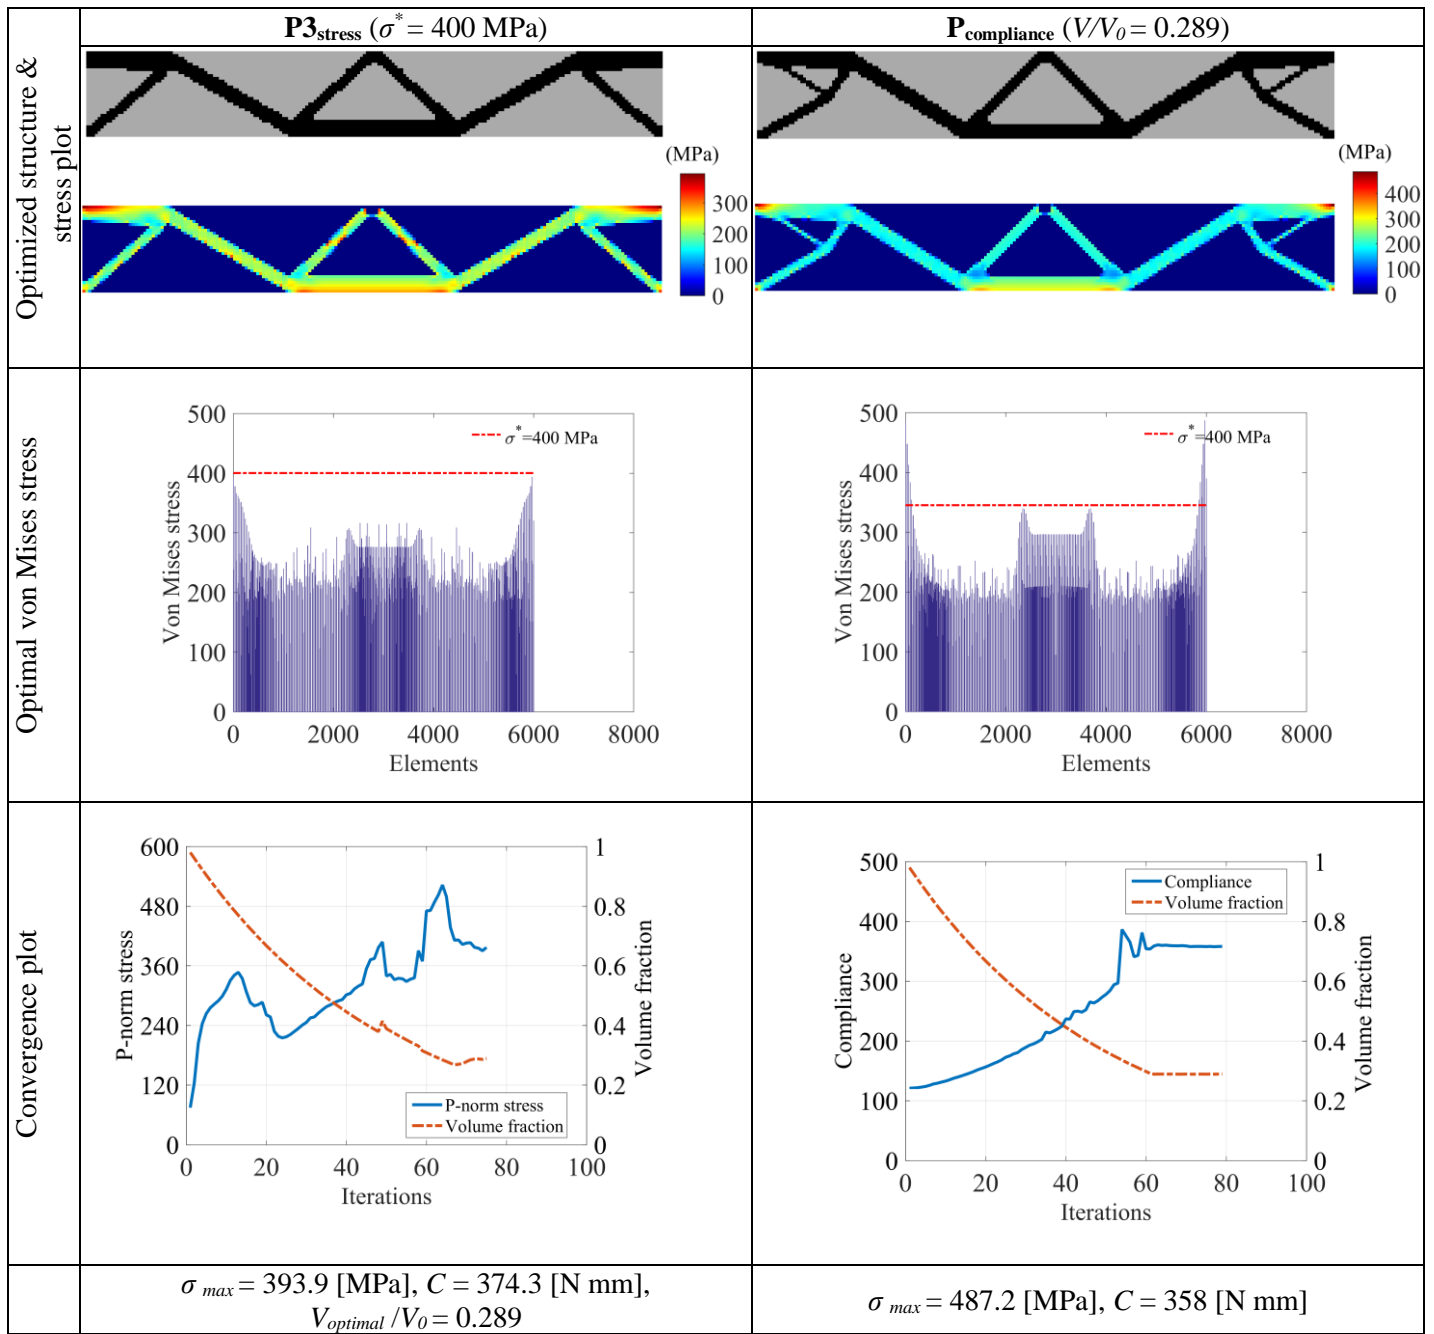 P3stress (σ* = 400 MPa)
Pcompliance (V/V0 = 0.289)
Optimized structure &
stress plot
(MPa)
300
200
100
0
(MPa)
400
300
200
100
0
Optimal von Mises stress
500
400
300
200
100
0
Von Mises stress
σ*=400 MPa
0 2000 4000 6000 8000
Elements
500
400
300
200
100
0
Von Mises stress
σ*=400 MPa
0 2000 4000 6000 8000
Elements
Convergence plot
600
480
360
240
120
0
P-norm stress
1
0.8
0.6
0.4
0.2
0
Volume fraction
P-norm stress
Volume fraction
0 20 40 60 80 100
Iterations
500
400
300
200
100
0
Compliance
1
0.8
0.6
0.4
0.2
0
Volume fraction
Compliance
Volume fraction
0 20 40 60 80 100
Iterations
σ max = 393.9 [MPa], C = 374.3 [N mm],
Voptimal /V0 = 0.289
σ max = 487.2 [MPa], C = 358 [N mm]